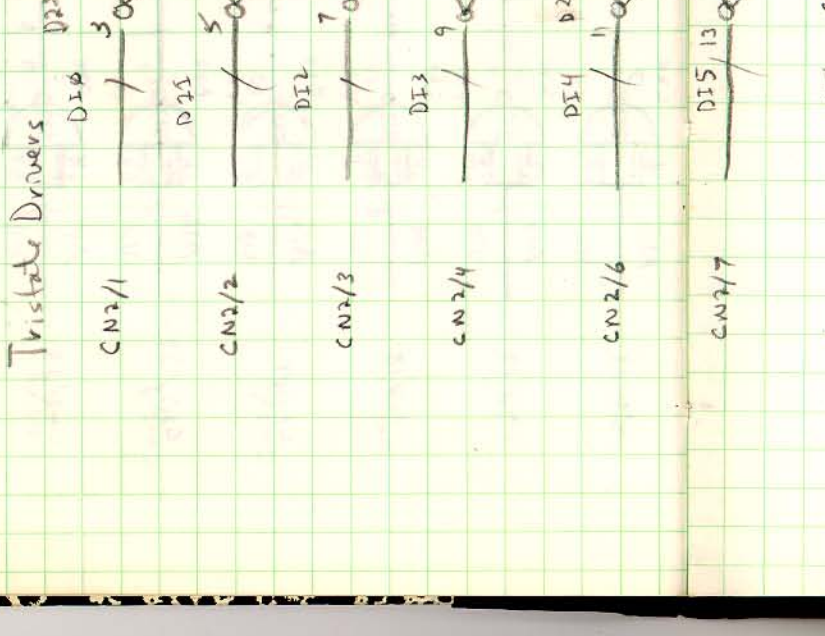 Tristate Drivers
DIØ
CN2/1 3
DI1
CN2/2 5
DI2
CN2/3 7
DI3
CN2/4 9
DI4
CN2/6 11
DI5 13
CN2/7